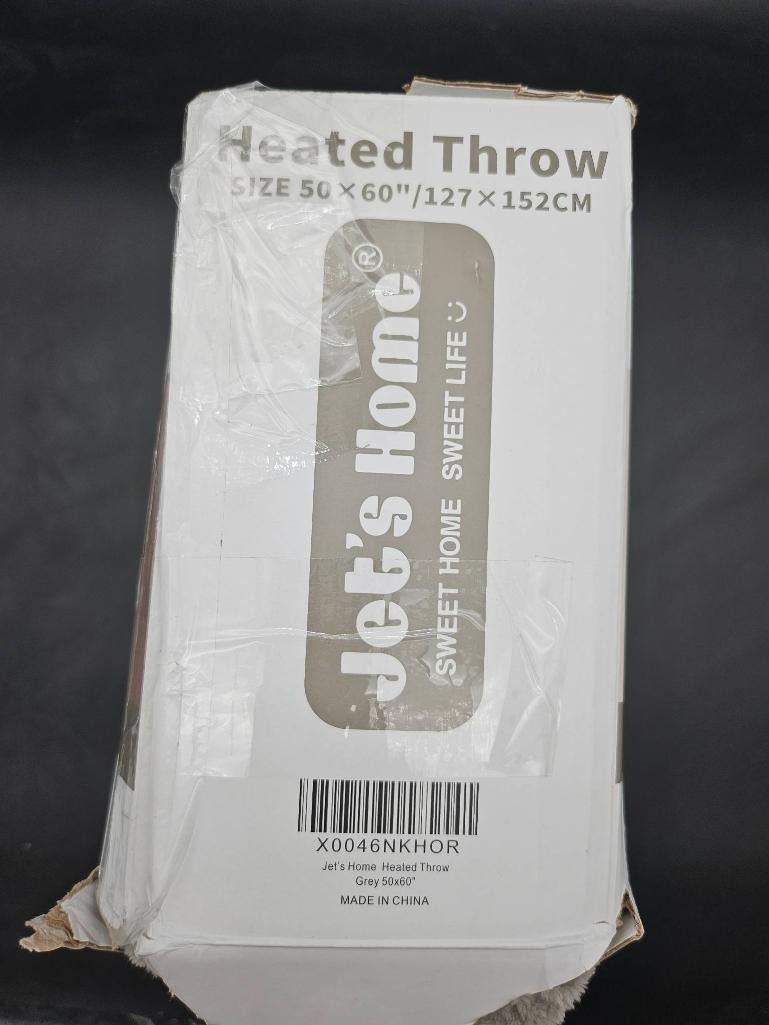 Heated Throw
SIZE 50×60"/127×152CM
Jet's Home®
SWEET HOME SWEET LIFE
X0046NKHOR
Jet's Home Heated Throw
Grey 50x60"
MADE IN CHINA